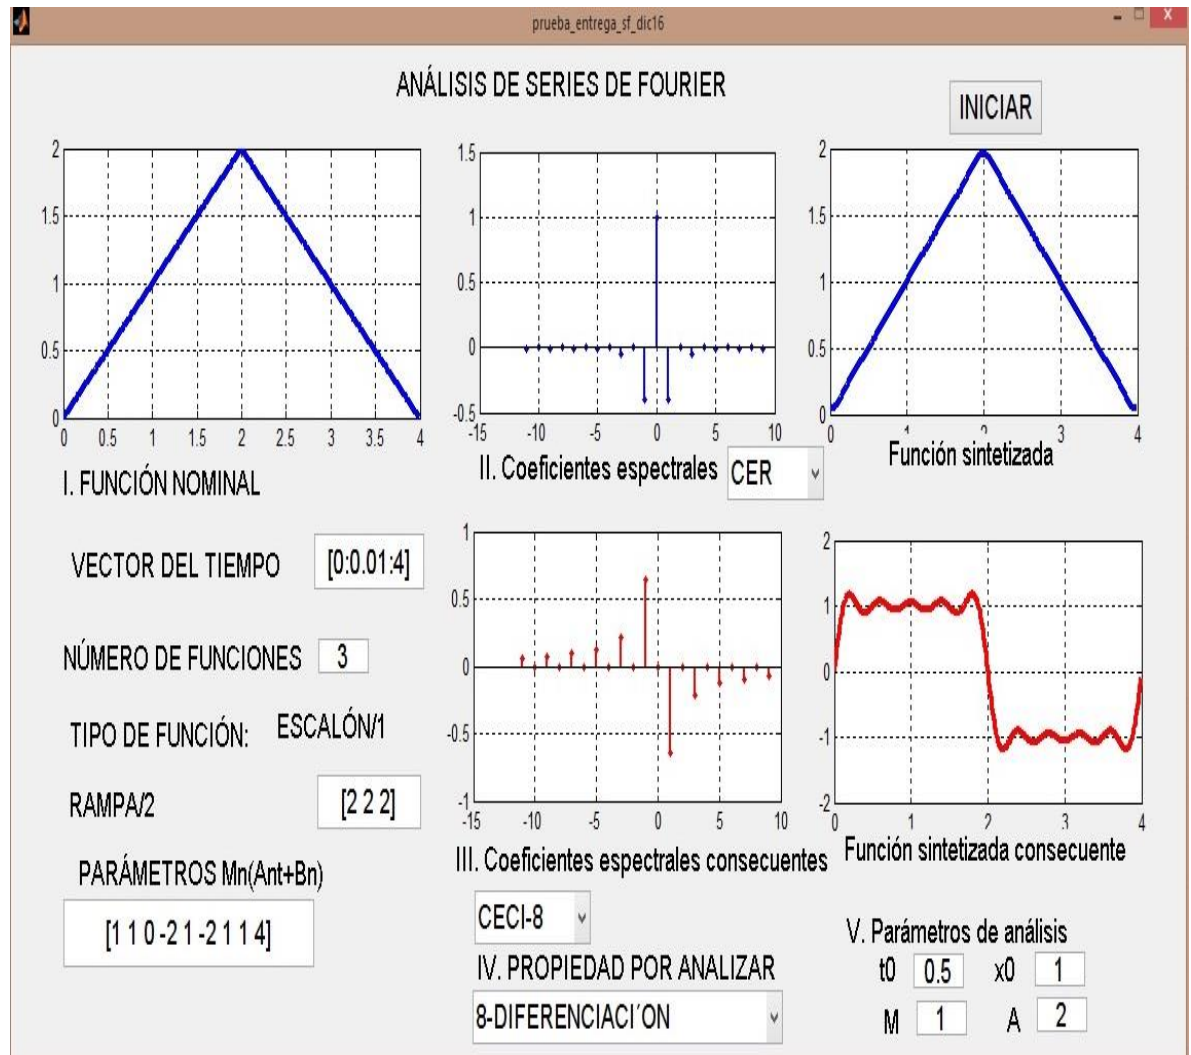 prueba_entrega_sf_dic16
ANÁLISIS DE SERIES DE FOURIER
INICIAR
2
1.5
1
0.5
0
0 0.5 1 1.5 2 2.5 3 3.5 4
I. FUNCIÓN NOMINAL
1.5
1
0.5
0
-0.5
-15 -10 -5 0 5 10
II. Coeficientes espectrales CER
2
1.5
1
0.5
0
0 1 2 3 4
Función sintetizada
VECTOR DEL TIEMPO [0:0.01:4]
NÚMERO DE FUNCIONES 3
TIPO DE FUNCIÓN: ESCALÓN/1
RAMPA/2 [2 2 2]
PARÁMETROS Mn(Ant+Bn)
[1 1 0 -2 1 -2 1 1 4]
1
0.5
0
-0.5
-1
-15 -10 -5 0 5 10
III. Coeficientes espectrales consecuentes
CECI-8
IV. PROPIEDAD POR ANALIZAR
8-DIFERENCIACI´ON
2
1
0
-1
-2
0 1 2 3 4
Función sintetizada consecuente
V. Parámetros de análisis
t0 0.5 x0 1
M 1 A 2